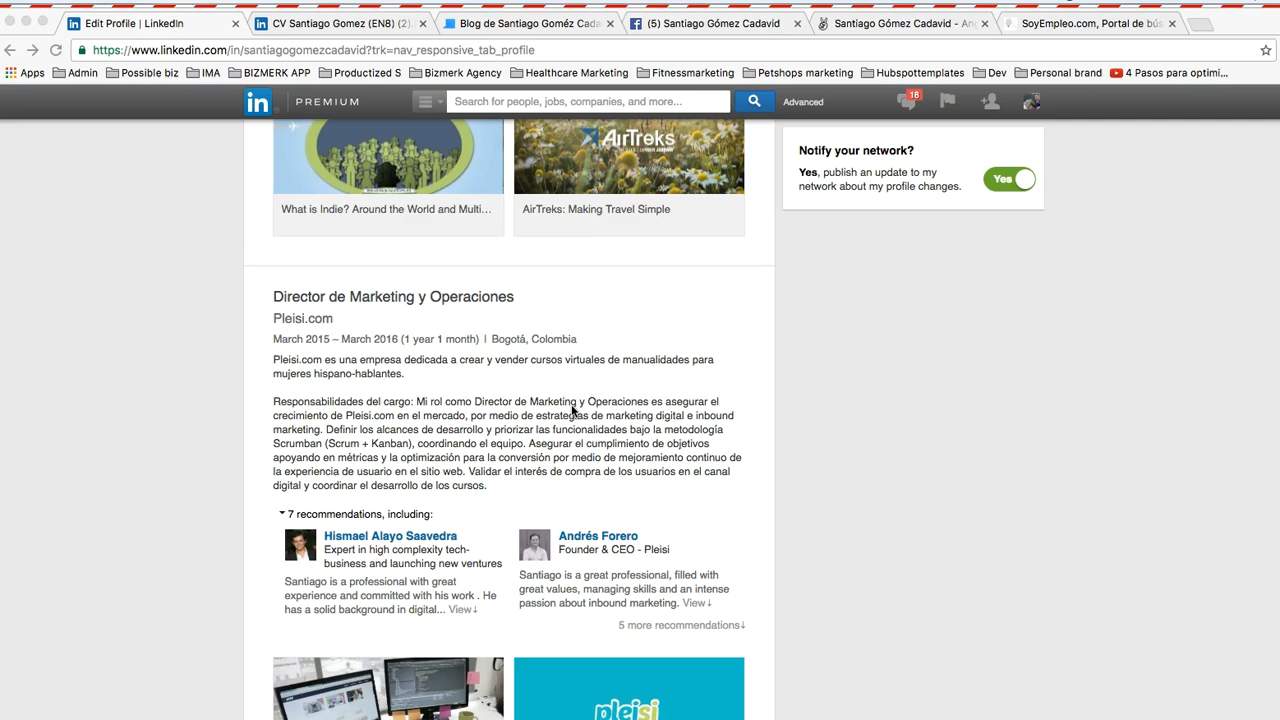 Edit Profile | LinkedIn
CV Santiago Gomez (EN8) (2)
Blog de Santiago Goméz Cada
(5) Santiago Gómez Cadavid
Santiago Gómez Cadavid - An
SoyEmpleo.com, Portal de bús
https://www.linkedin.com/in/santiagogomezcadavid?trk=nav_responsive_tab_profile
Apps Admin Possible biz IMA BIZMERK APP Productized S Bizmerk Agency Healthcare Marketing Fitnessmarketing Petshops marketing Hubspottemplates Dev Personal brand 4 Pasos para optimi...
in PREMIUM Search for people, jobs, companies, and more... Advanced 18
AirTreks
What is Indie? Around the World and Multi...
AirTreks: Making Travel Simple
Notify your network?
Yes, publish an update to my
network about my profile changes.
Yes
Director de Marketing y Operaciones
Pleisi.com
March 2015 – March 2016 (1 year 1 month) | Bogotá, Colombia
Pleisi.com es una empresa dedicada a crear y vender cursos virtuales de manualidades para
mujeres hispano-hablantes.
Responsabilidades del cargo: Mi rol como Director de Marketing y Operaciones es asegurar el
crecimiento de Pleisi.com en el mercado, por medio de estrategias de marketing digital e inbound
marketing. Definir los alcances de desarrollo y priorizar las funcionalidades bajo la metodología
Scrumban (Scrum + Kanban), coordinando el equipo. Asegurar el cumplimiento de objetivos
apoyando en métricas y la optimización para la conversión por medio de mejoramiento continuo de
la experiencia de usuario en el sitio web. Validar el interés de compra de los usuarios en el canal
digital y coordinar el desarrollo de los cursos.
7 recommendations, including:
Hismael Alayo Saavedra
Expert in high complexity tech-
business and launching new ventures
Santiago is a professional with great
experience and committed with his work . He
has a solid background in digital... View↓
Andrés Forero
Founder & CEO - Pleisi
Santiago is a great professional, filled with
great values, managing skills and an intense
passion about inbound marketing. View↓
5 more recommendations↓
pleisi